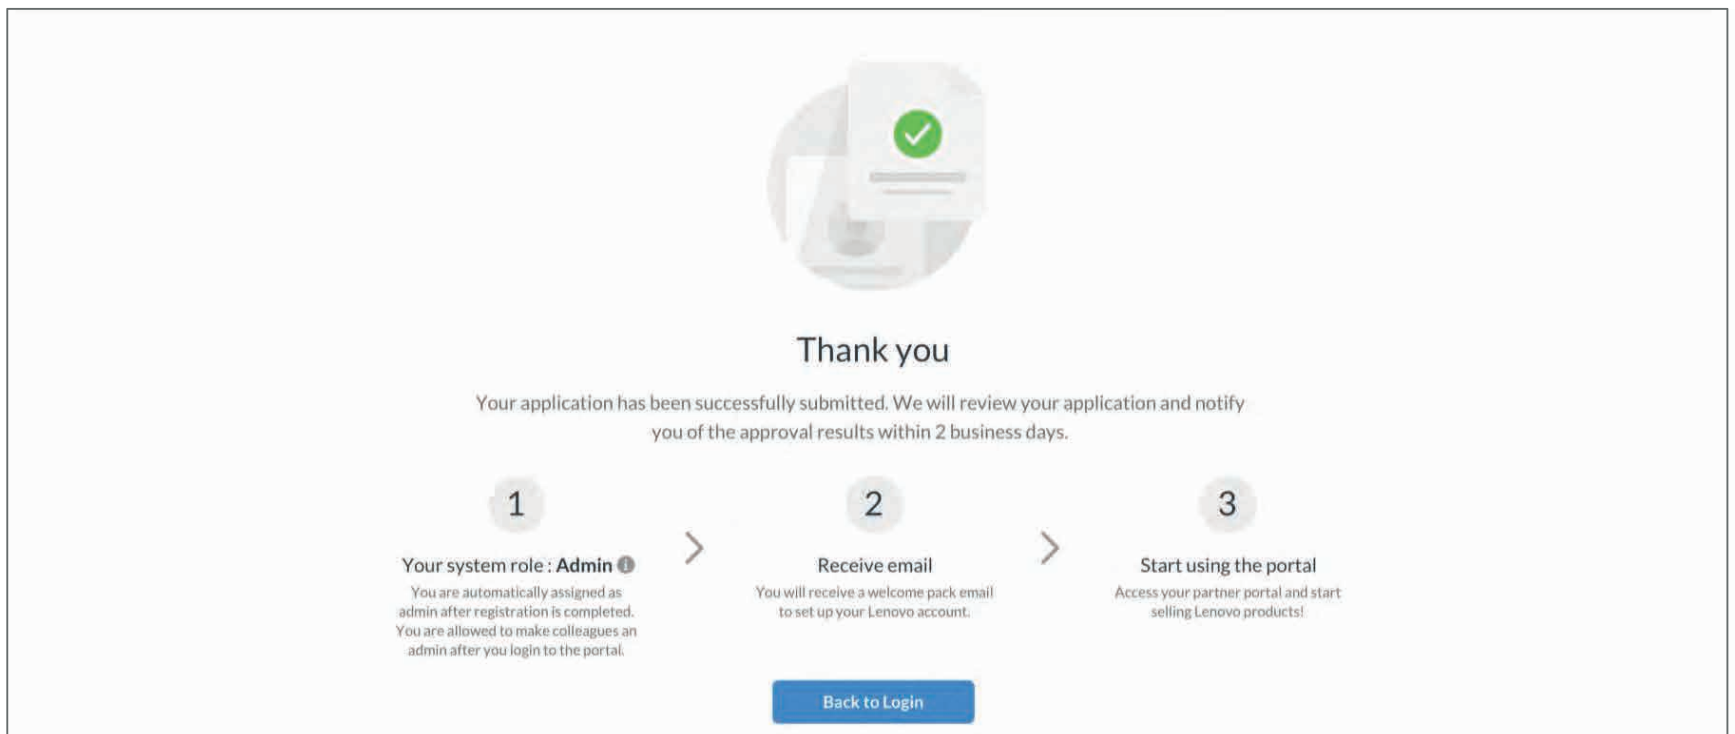 Thank you
Your application has been successfully submitted. We will review your application and notify
you of the approval results within 2 business days.
1
Your system role : Admin
You are automatically assigned as
admin after registration is completed.
You are allowed to make colleagues an
admin after you login to the portal.
2
Receive email
You will receive a welcome pack email
to set up your Lenovo account.
3
Start using the portal
Access your partner portal and start
selling Lenovo products!
Back to Login